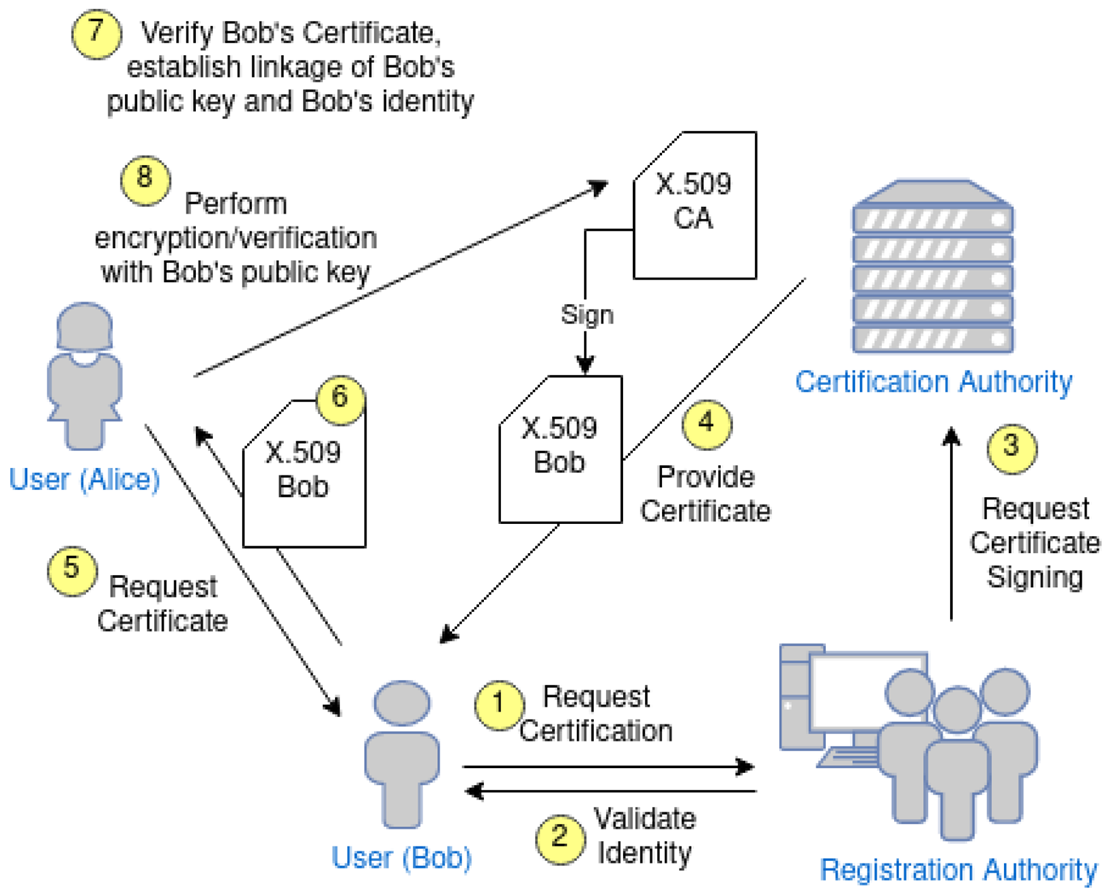 7
Verify Bob's Certificate,
establish linkage of Bob's
public key and Bob's identity
8
Perform
encryption/verification
with Bob's public key
X.509
CA
Sign
Certification Authority
User (Alice)
6
X.509
Bob
X.509
Bob
4
Provide
Certificate
3
Request
Certificate
Signing
5
Request
Certificate
1
Request
Certification
2
Validate
Identity
User (Bob)
Registration Authority